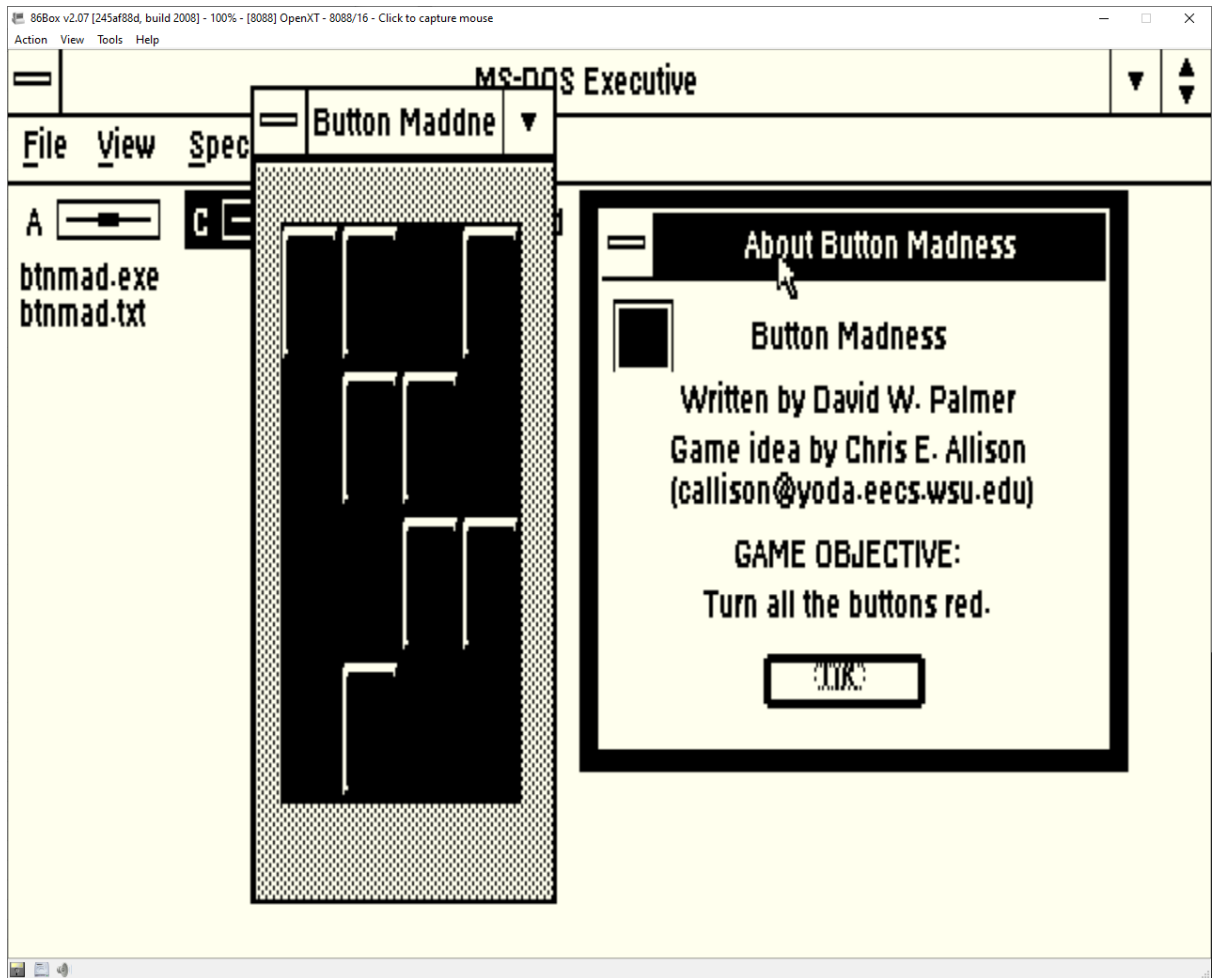 86Box v2.07 [245af88d, build 2008] - 100% - [8088] OpenXT - 8088/16 - Click to capture mouse
Action View Tools Help
MS-DOS Executive
Button Maddne
File View Spec
A C
btnmad.exe
btnmad.txt
About Button Madness
Button Madness
Written by David W. Palmer
Game idea by Chris E. Allison
(callison@yoda.eecs.wsu.edu)
GAME OBJECTIVE:
Turn all the buttons red.
OK